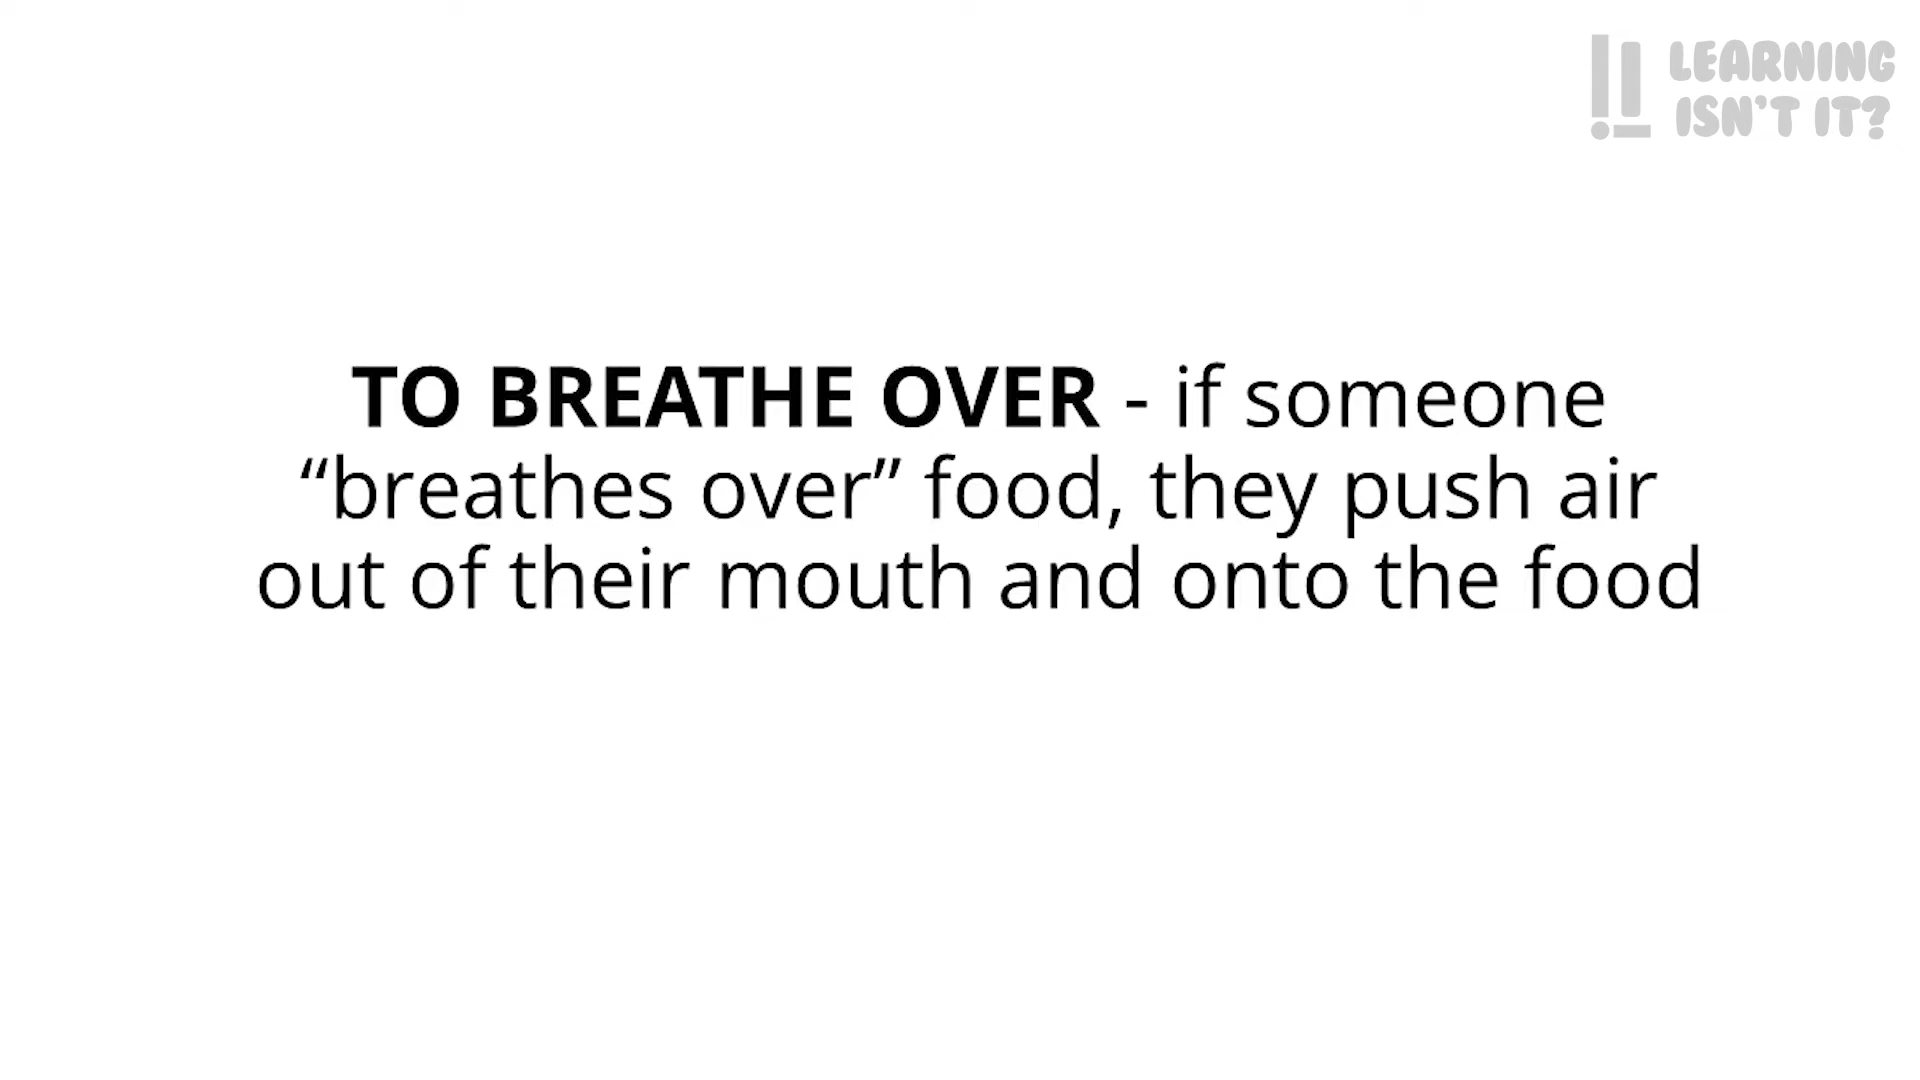 LEARNING
ISN'T IT?
TO BREATHE OVER - if someone
“breathes over” food, they push air
out of their mouth and onto the food